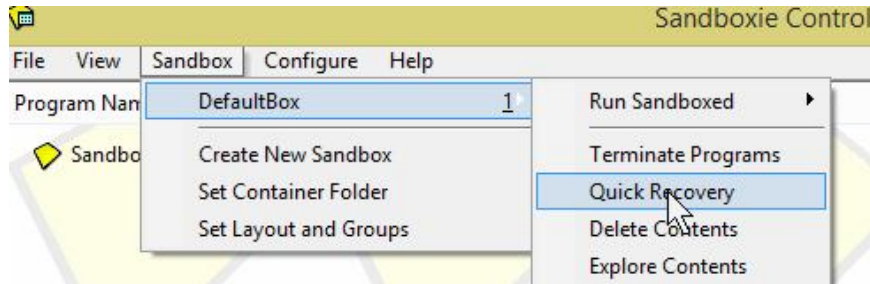 Sandboxie Control
File View Sandbox Configure Help
Program Nam
Sandbo
DefaultBox 1
Create New Sandbox
Set Container Folder
Set Layout and Groups
Run Sandboxed
Terminate Programs
Quick Recovery
Delete Contents
Explore Contents